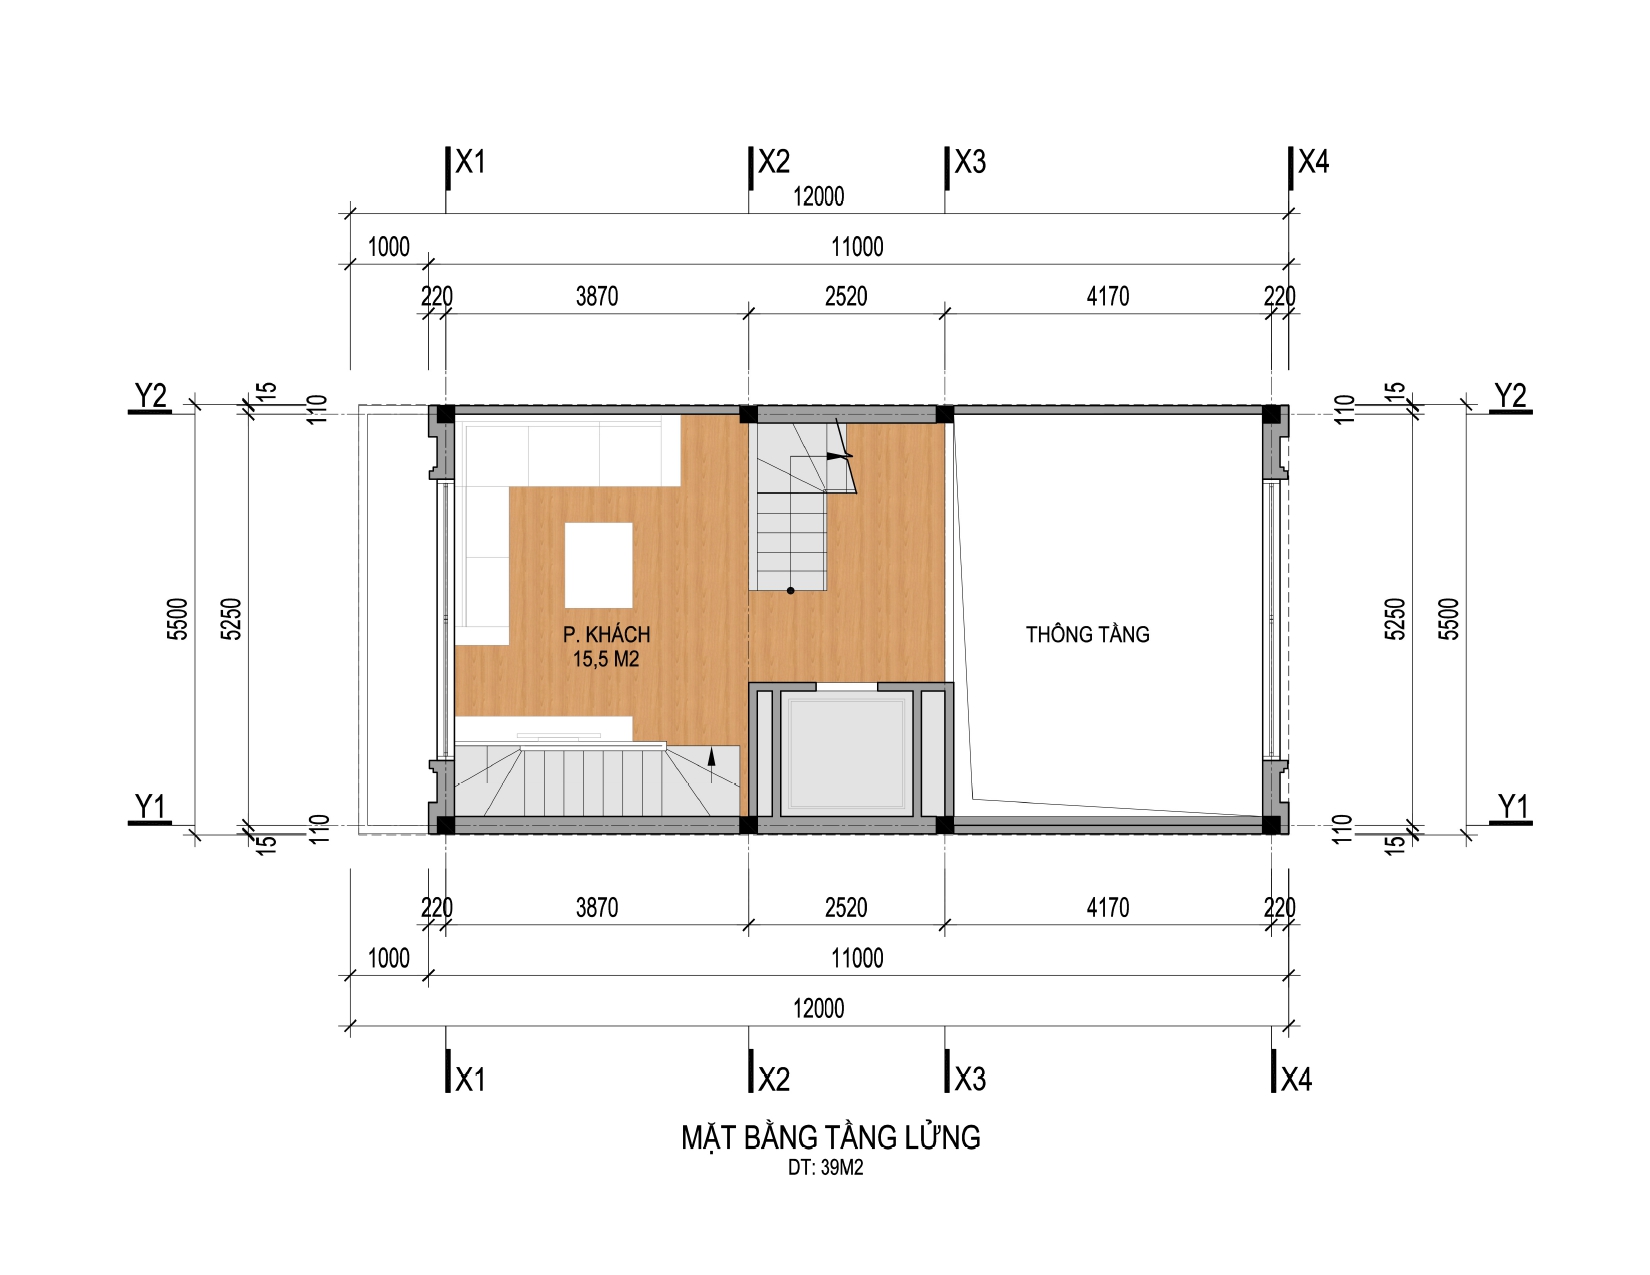 X1 X2 X3 X4
12000
1000 11000
220 3870 2520 4170 220
Y2 15 110 110 15 Y2
5500 5250 5250 5500
P. KHÁCH
15,5 M2
THÔNG TẦNG
Y1 15 110 110 15 Y1
220 3870 2520 4170 220
1000 11000
12000
X1 X2 X3 X4
MẶT BẰNG TẦNG LỬNG
DT: 39M2